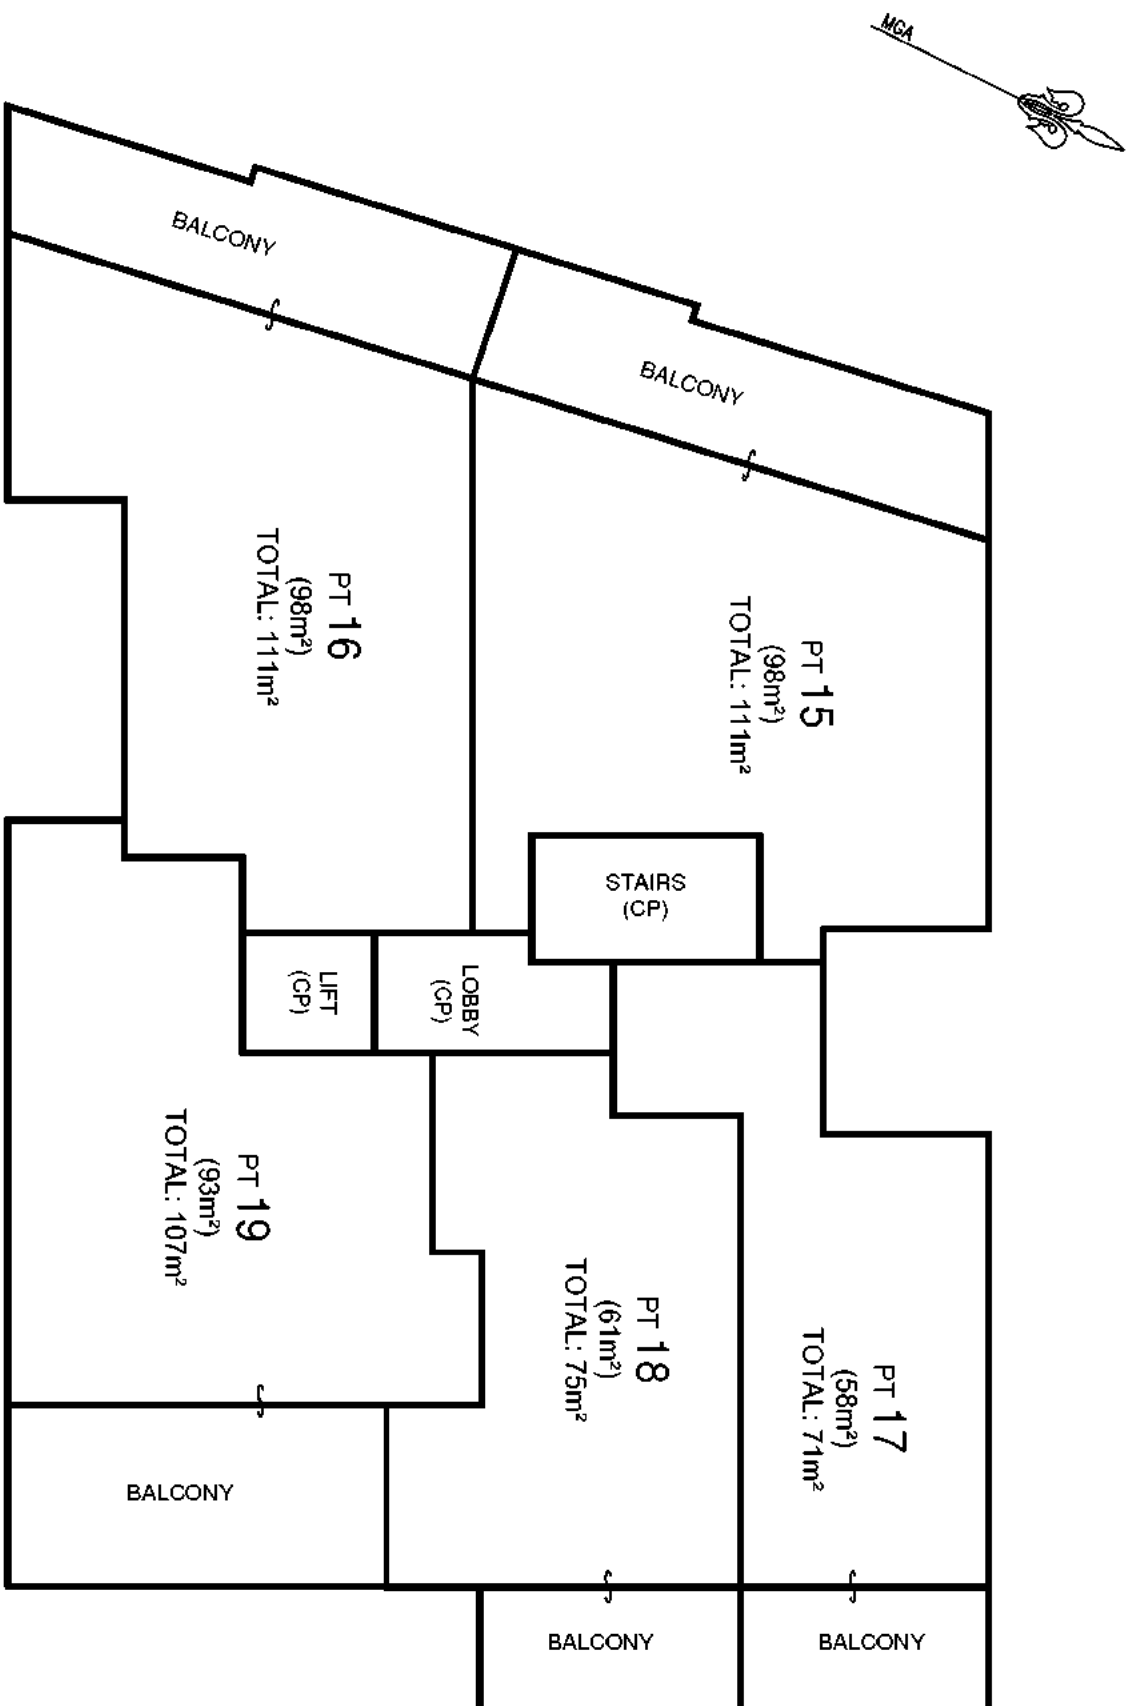 MGA
BALCONY
BALCONY
PT 16
(98m²)
TOTAL: 111m²
PT 15
(98m²)
TOTAL: 111m²
STAIRS
(CP)
LIFT
(CP)
LOBBY
(CP)
PT 19
(93m²)
TOTAL: 107m²
PT 18
(61m²)
TOTAL: 75m²
PT 17
(58m²)
TOTAL: 71m²
BALCONY
BALCONY
BALCONY